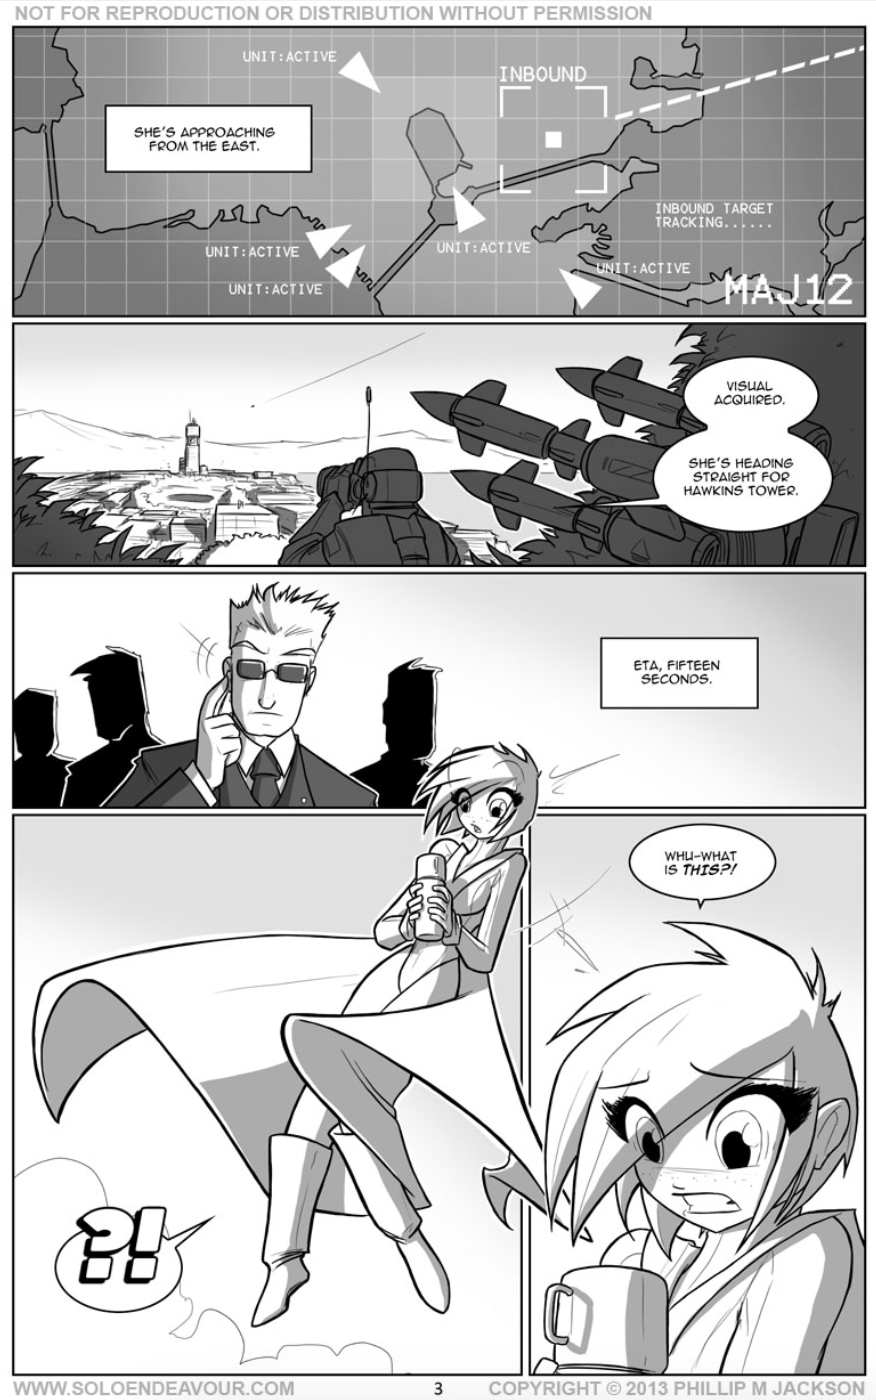 NOT FOR REPRODUCTION OR DISTRIBUTION WITHOUT PERMISSION
UNIT:ACTIVE
INBOUND
SHE'S APPROACHING
FROM THE EAST.
INBOUND TARGET
TRACKING......
UNIT:ACTIVE
UNIT:ACTIVE
UNIT:ACTIVE
UNIT:ACTIVE
MAJ12
VISUAL
ACQUIRED.
SHE'S HEADING
STRAIGHT FOR
HAWKINS TOWER.
ETA, FIFTEEN
SECONDS.
?!
WHU-WHAT
IS THIS?!
WWW.SOLOENDEAVOUR.COM
3
COPYRIGHT © 2013 PHILLIP M JACKSON